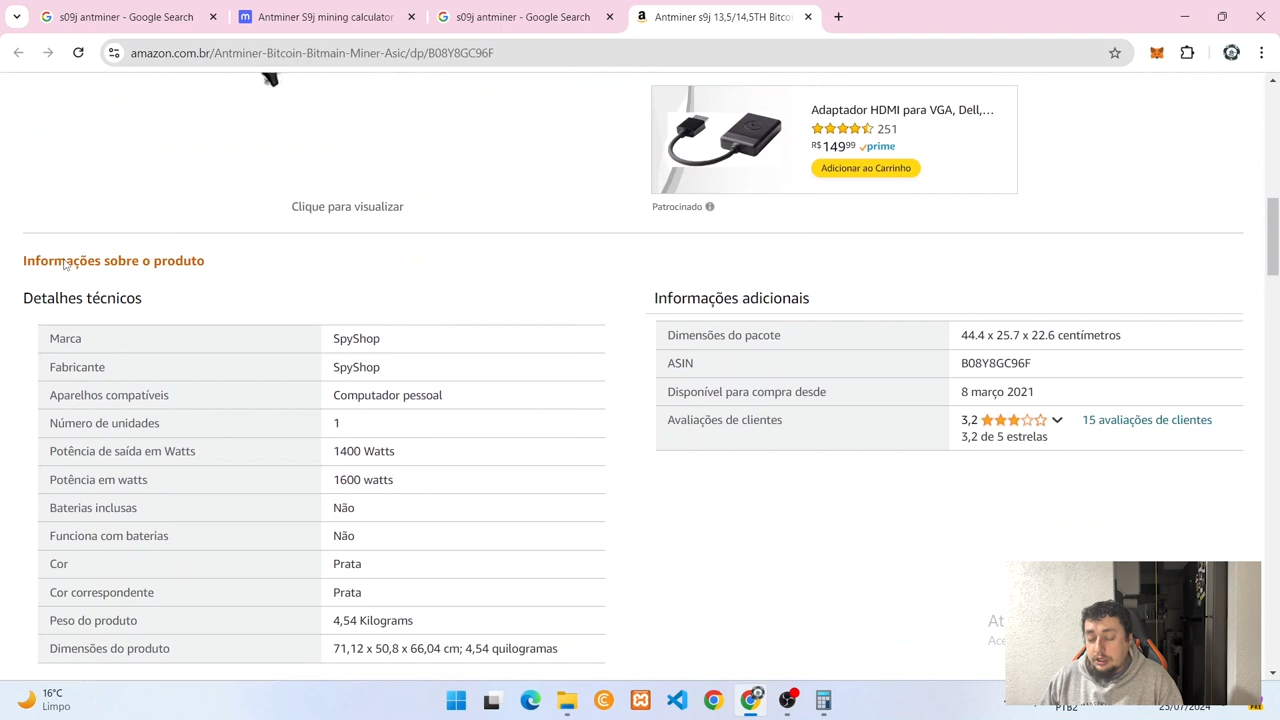 s09j antminer - Google Search
Antminer S9j mining calculator
s09j antminer - Google Search
Antminer s9j 13,5/14,5TH Bitcoi
amazon.com.br/Antminer-Bitcoin-Bitmain-Miner-Asic/dp/B08Y8GC96F
Adaptador HDMI para VGA, Dell,…
251
R$ 149⁹⁹ prime
Adicionar ao Carrinho
Clique para visualizar
Patrocinado
Informações sobre o produto
Detalhes técnicos
Marca SpyShop
Fabricante SpyShop
Aparelhos compatíveis Computador pessoal
Número de unidades 1
Potência de saída em Watts 1400 Watts
Potência em watts 1600 watts
Baterias inclusas Não
Funciona com baterias Não
Cor Prata
Cor correspondente Prata
Peso do produto 4,54 Kilograms
Dimensões do produto 71,12 x 50,8 x 66,04 cm; 4,54 quilogramas
Informações adicionais
Dimensões do pacote 44.4 x 25.7 x 22.6 centímetros
ASIN B08Y8GC96F
Disponível para compra desde 8 março 2021
Avaliações de clientes 3,2 15 avaliações de clientes
3,2 de 5 estrelas
16°C
Limpo
PTB2
25/07/2024